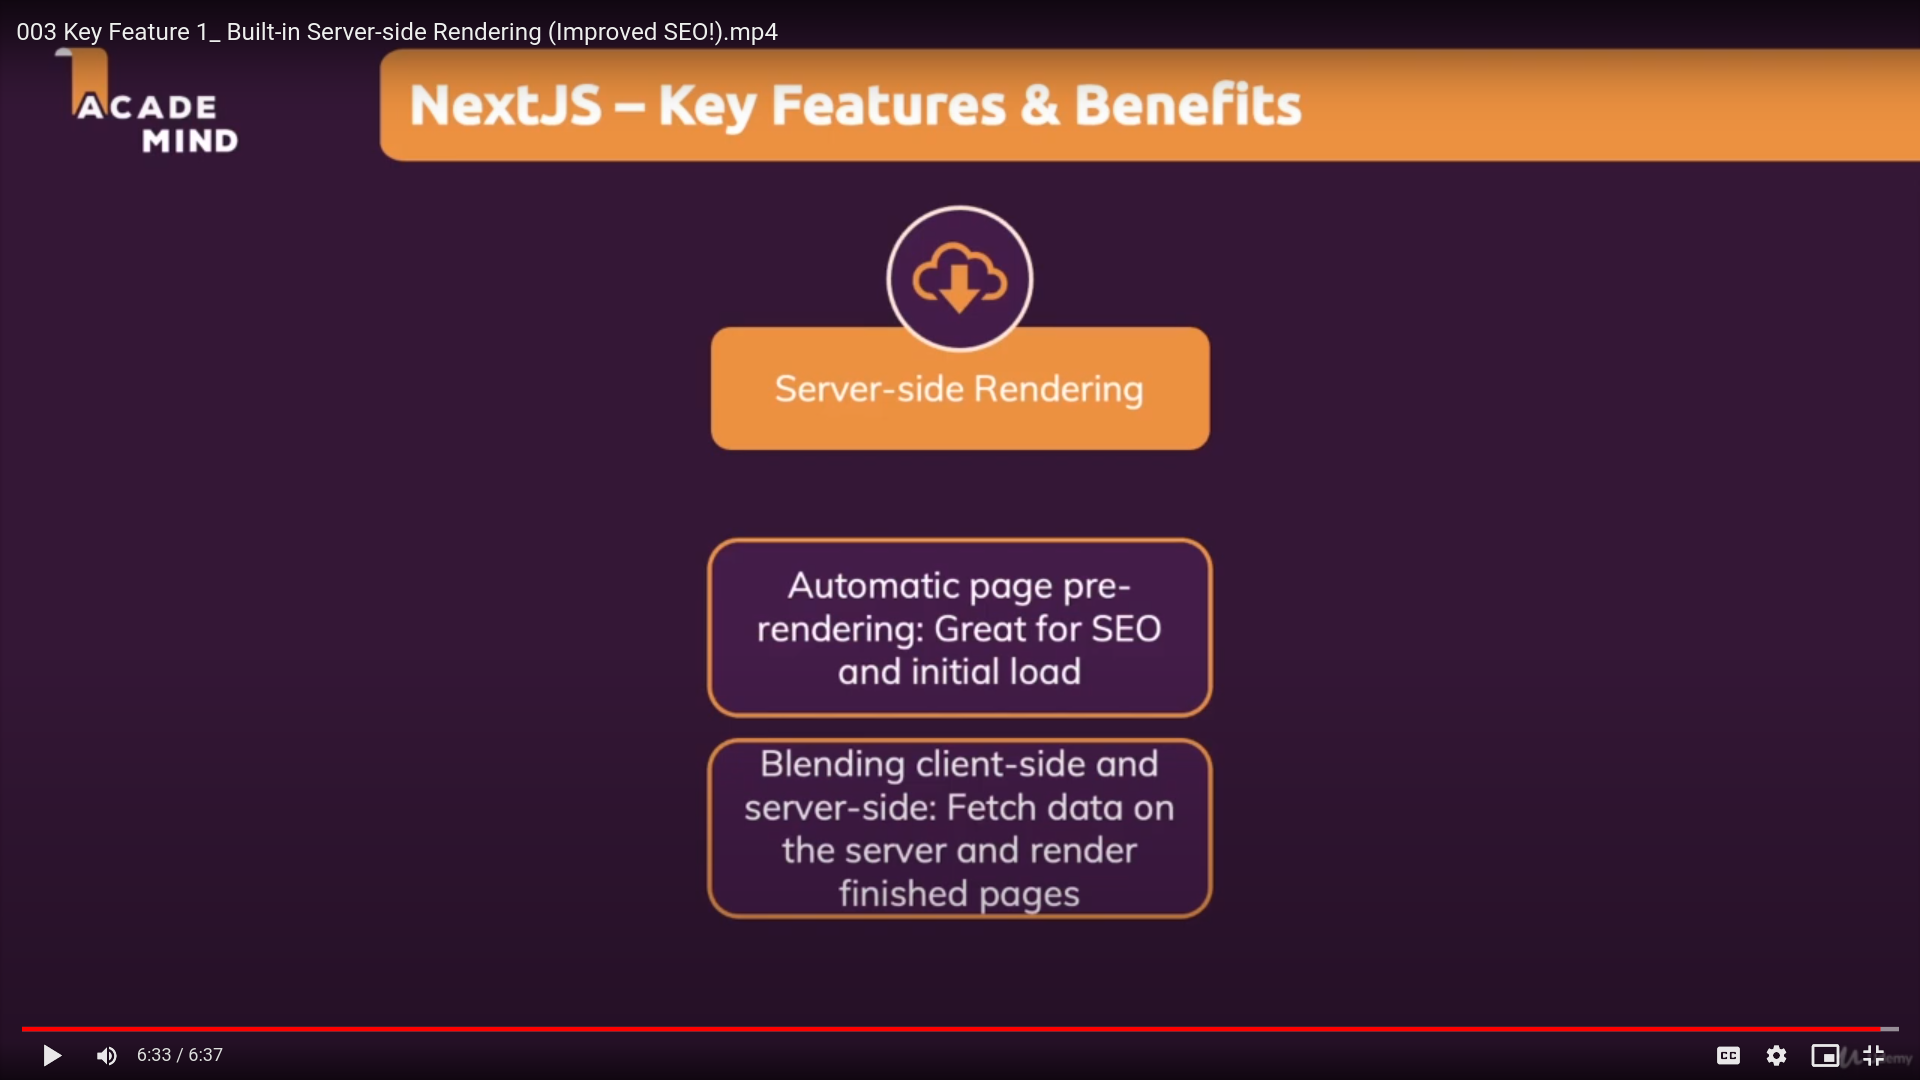 003 Key Feature 1_ Built-in Server-side Rendering (Improved SEO!).mp4
ACADE
MIND
NextJS – Key Features & Benefits
Server-side Rendering
Automatic page pre-
rendering: Great for SEO
and initial load
Blending client-side and
server-side: Fetch data on
the server and render
finished pages
6:33 / 6:37
CC